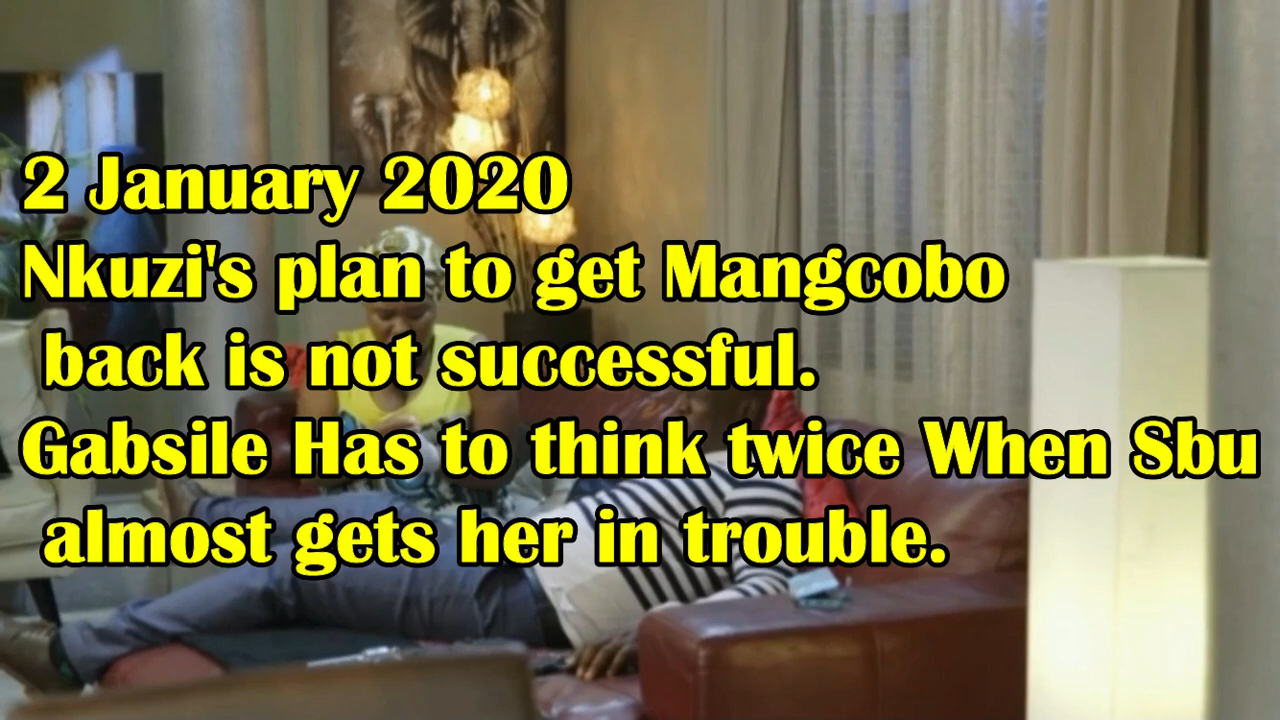 2 January 2020
Nkuzi's plan to get Mangcobo
back is not successful.
Gabsile Has to think twice When Sbu
almost gets her in trouble.